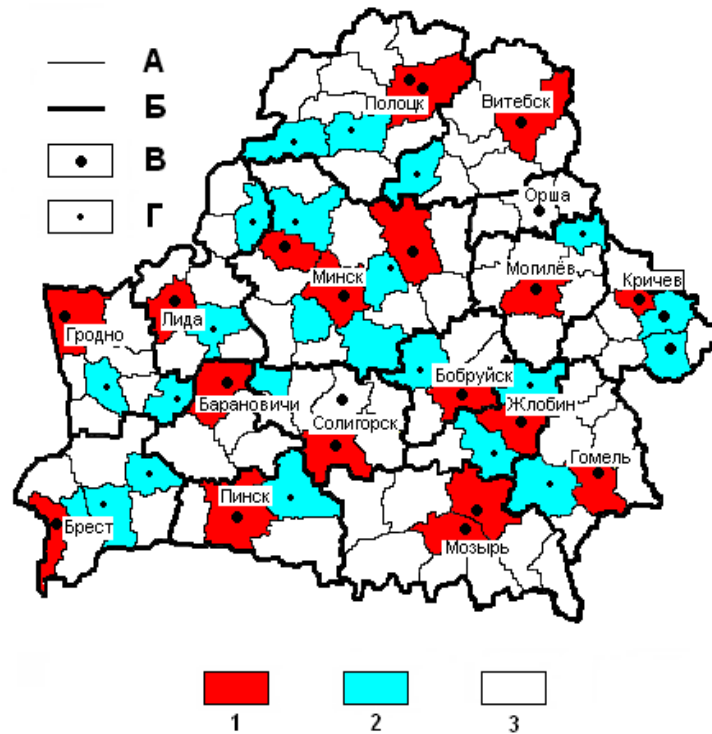 А
Б
В
Г
Полоцк
Витебск
Орша
Минск
Могилёв
Кричев
Лида
Гродно
Барановичи
Бобруйск
Жлобин
Солигорск
Гомель
Пинск
Брест
Мозырь
1 2 3